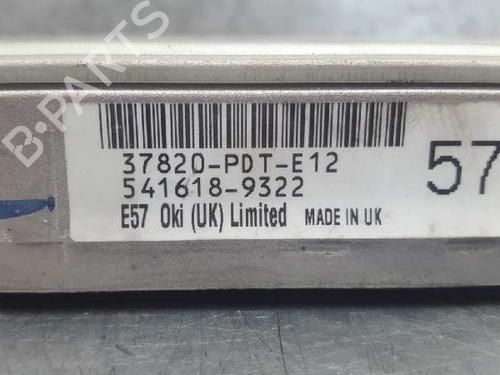 B-PARTS
37820-PDT-E12
541618-9322
E57 Oki (UK) Limited MADE IN UK
57